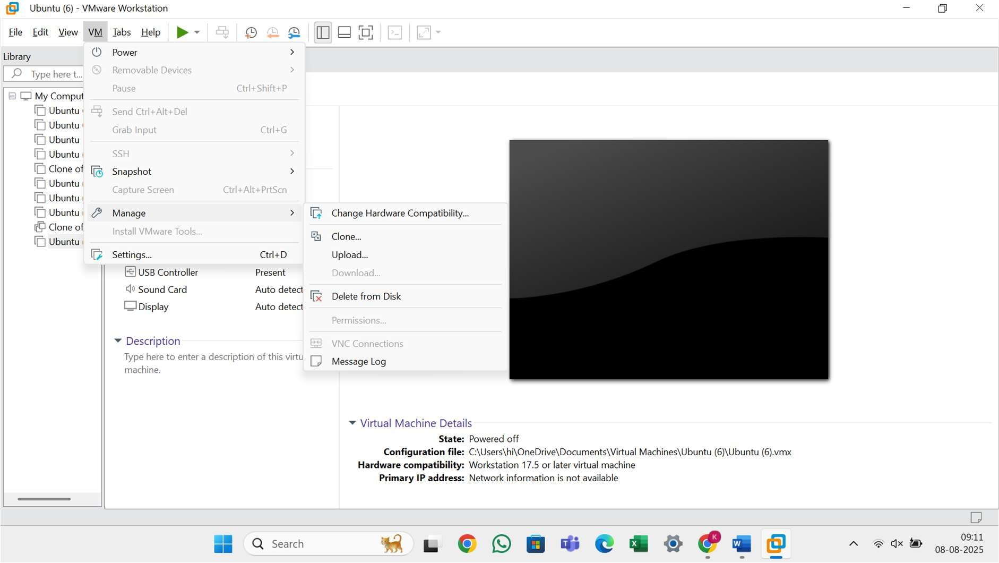 Ubuntu (6) - VMware Workstation
File Edit View VM Tabs Help
Library
Type here t...
My Comput
Ubuntu
Ubuntu
Ubuntu
Ubuntu
Clone of
Ubuntu
Ubuntu
Ubuntu
Clone of
Ubuntu
Power
Removable Devices
Pause Ctrl+Shift+P
Send Ctrl+Alt+Del
Grab Input Ctrl+G
SSH
Snapshot
Capture Screen Ctrl+Alt+PrtScn
Manage
Install VMware Tools...
Settings... Ctrl+D
Change Hardware Compatibility...
Clone...
Upload...
Download...
Delete from Disk
Permissions...
VNC Connections
Message Log
USB Controller Present
Sound Card Auto detect
Display Auto detect
Description
Type here to enter a description of this virtu
machine.
Virtual Machine Details
State: Powered off
Configuration file: C:\Users\hi\OneDrive\Documents\Virtual Machines\Ubuntu (6)\Ubuntu (6).vmx
Hardware compatibility: Workstation 17.5 or later virtual machine
Primary IP address: Network information is not available
Search
K
09:11
08-08-2025